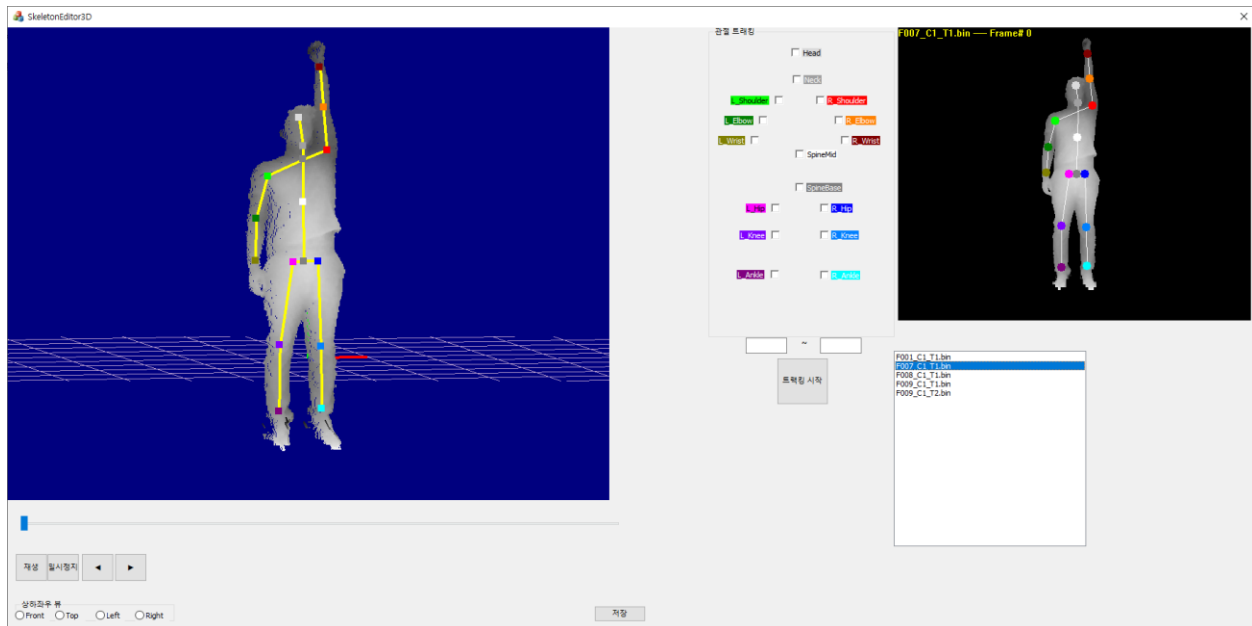 SkeletonEditor3D
관절 트래킹
F007_C1_T1.bin — Frame# 0
Head
Neck
L_Shoulder R_Shoulder
L_Elbow R_Elbow
L_Wrist R_Wrist
SpineMid
SpineBase
L_Hip R_Hip
L_Knee R_Knee
L_Ankle R_Ankle
~
트랙킹 시작
F001_C1_T1.bin
F007_C1_T1.bin
F008_C1_T1.bin
F009_C1_T1.bin
F009_C1_T2.bin
재생 일시정지
상하좌우 뷰
Front Top Left Right
저장